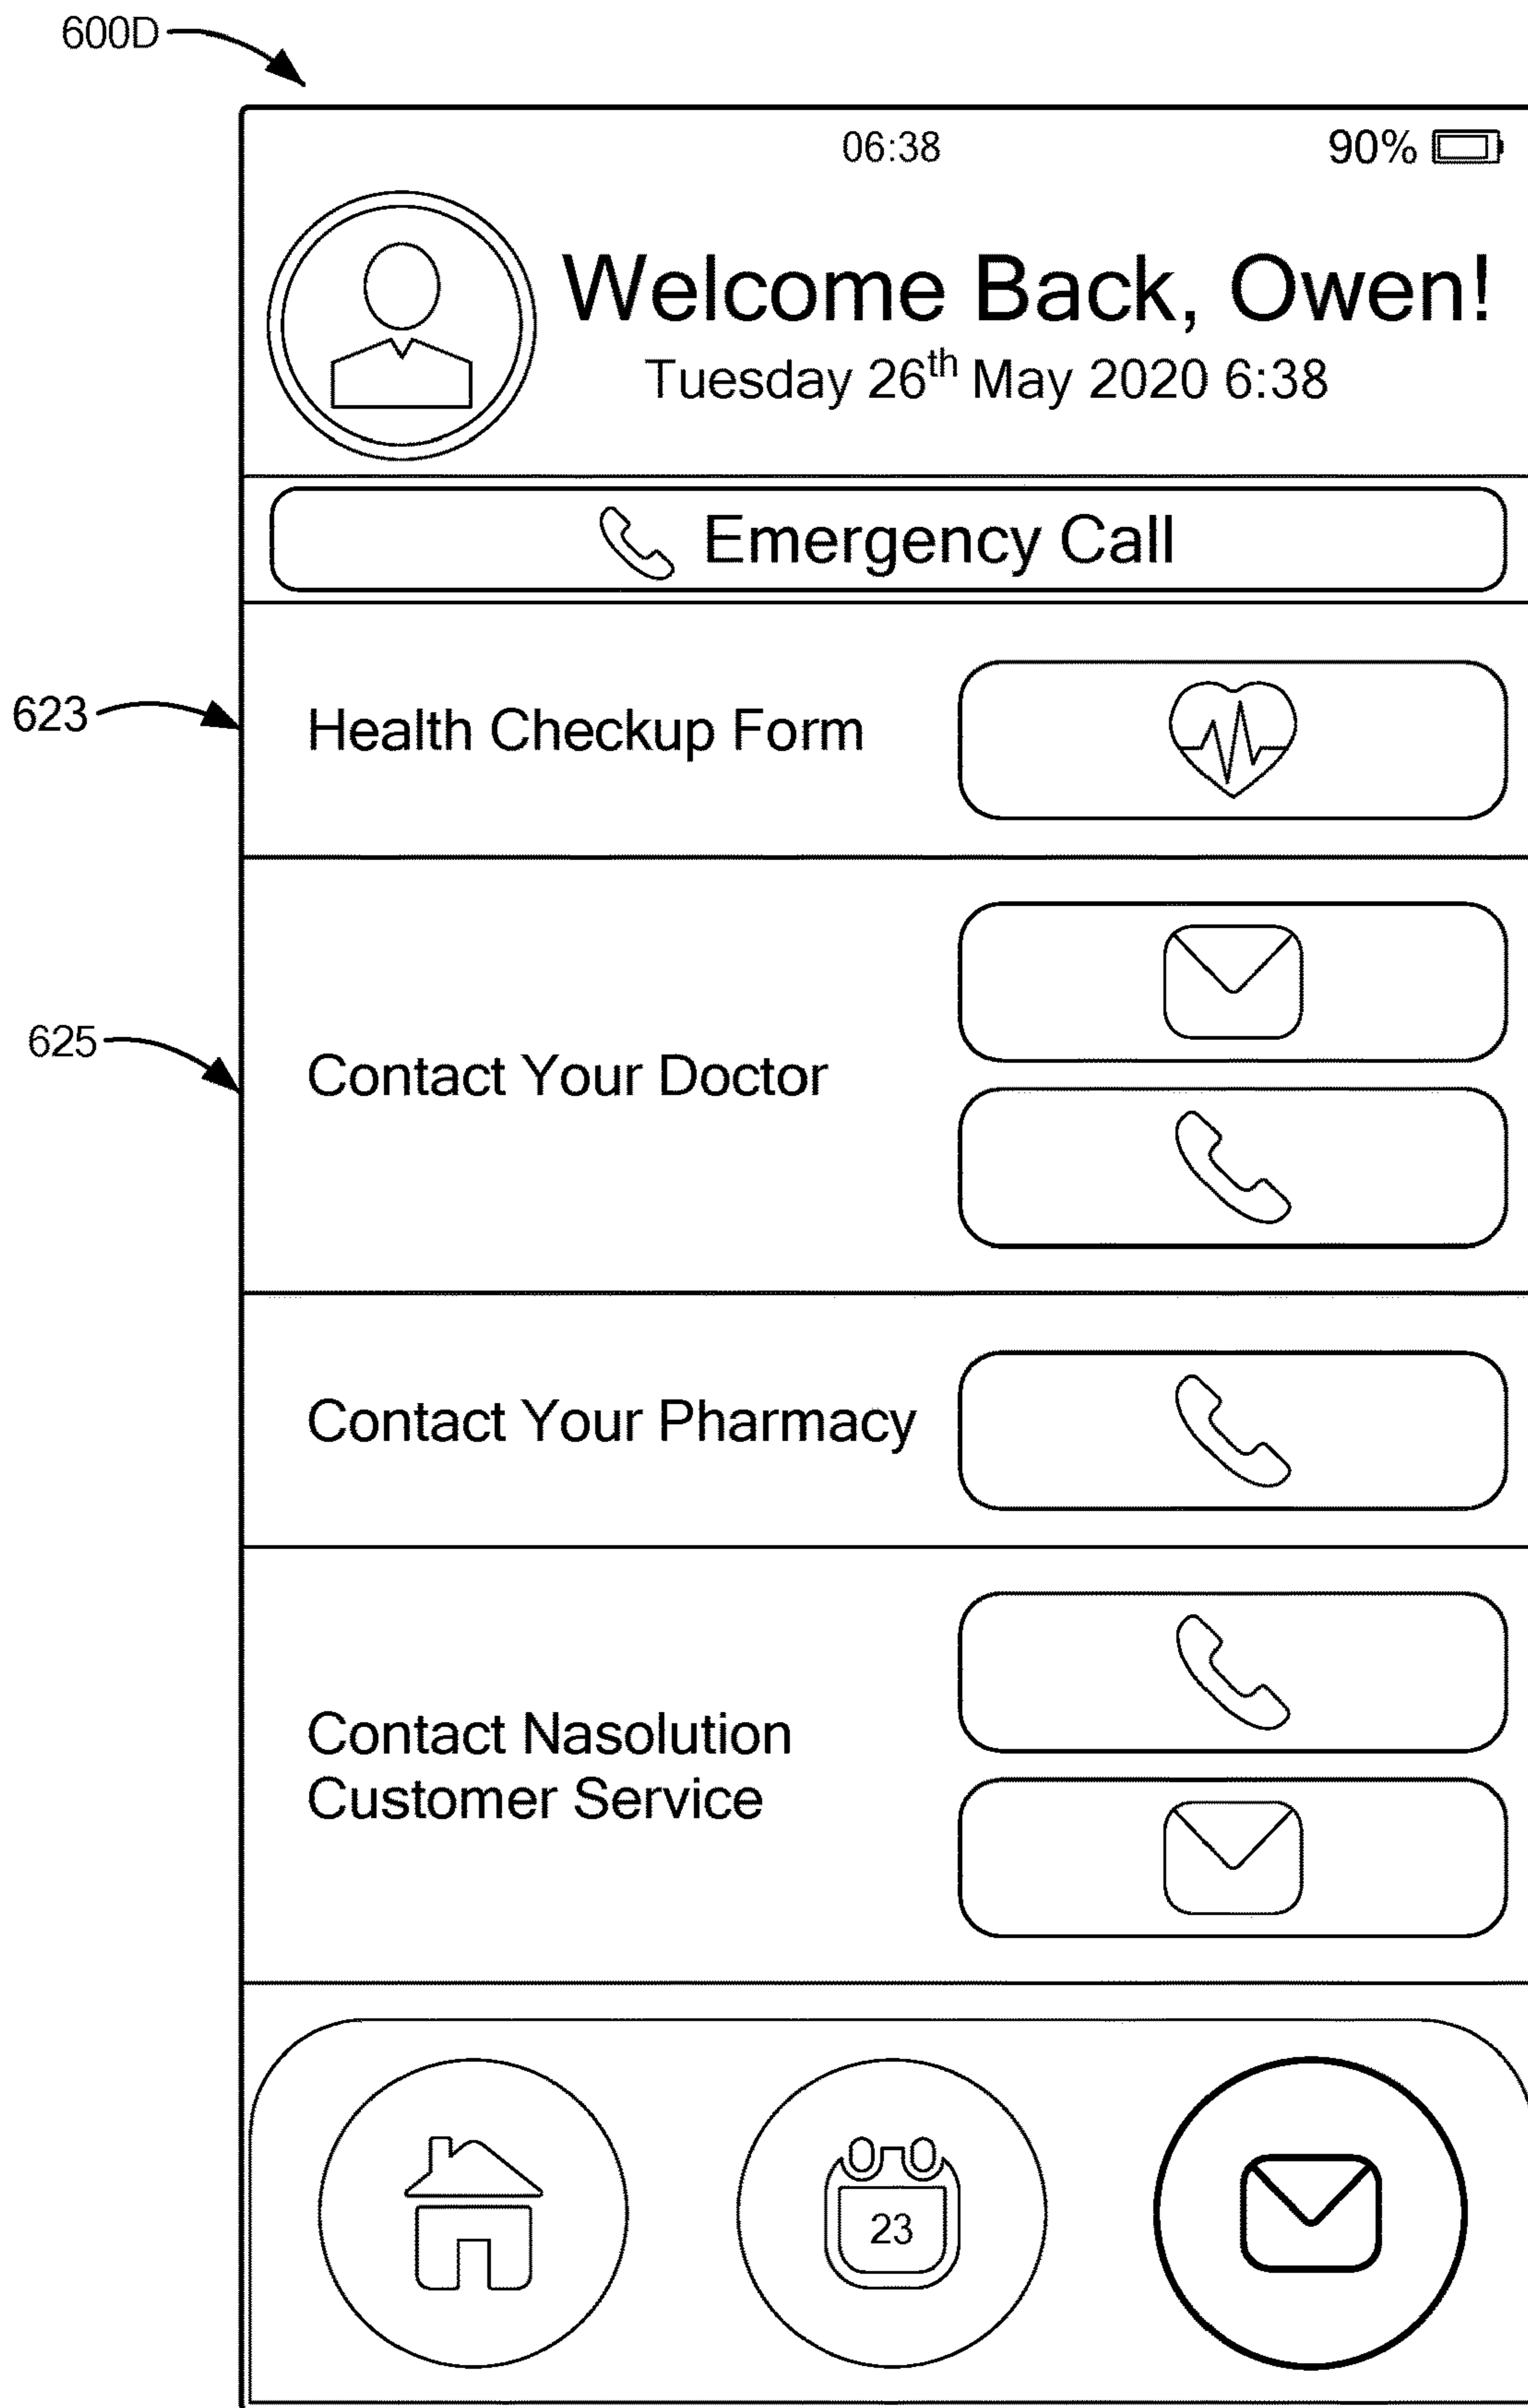 600D
06:38 90%
Welcome Back, Owen!
Tuesday 26th May 2020 6:38
Emergency Call
623
Health Checkup Form
625
Contact Your Doctor
Contact Your Pharmacy
Contact Nasolution
Customer Service
23